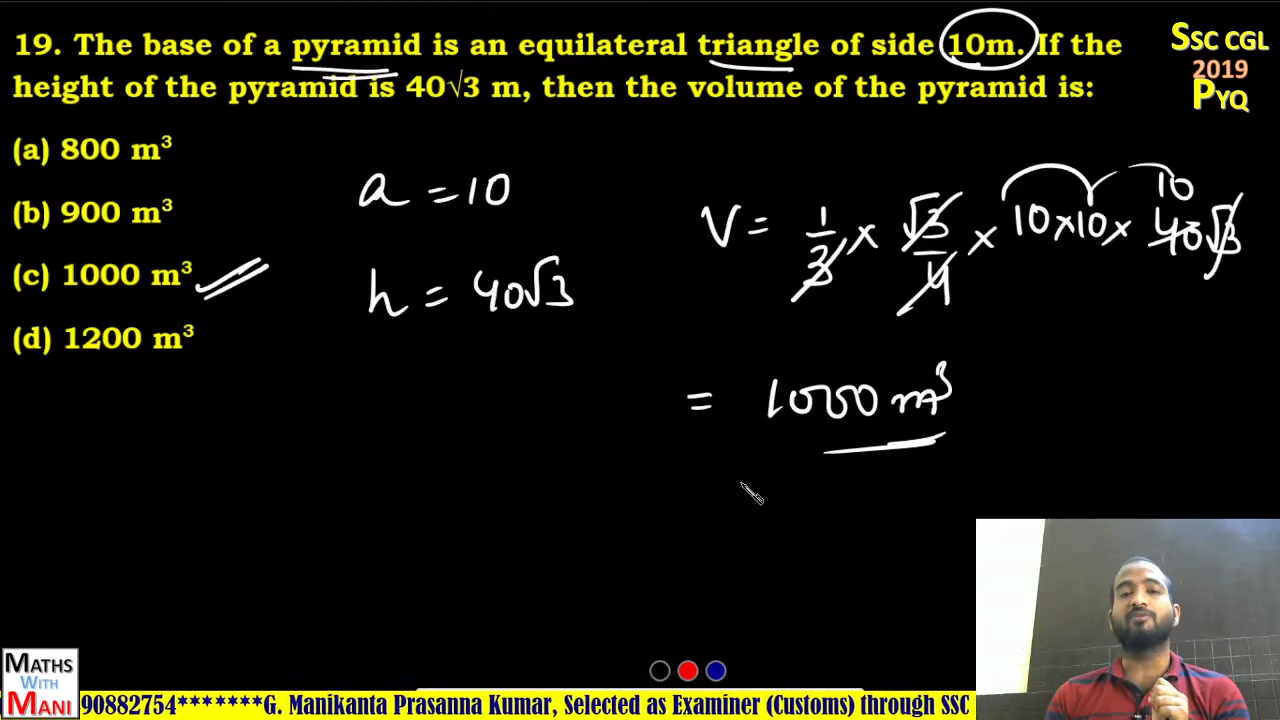 19. The base of a pyramid is an equilateral triangle of side 10m. If the
height of the pyramid is 40√3 m, then the volume of the pyramid is:
SSC CGL
2019
PYQ
(a) 800 m³
(b) 900 m³
(c) 1000 m³
(d) 1200 m³
a = 10
h = 40√3
V = 1/3 × √3/4 × 10×10× 40√3
10
= 1000 m³
MATHS
WITH
MANI
90882754*******G. Manikanta Prasanna Kumar, Selected as Examiner (Customs) through SSC